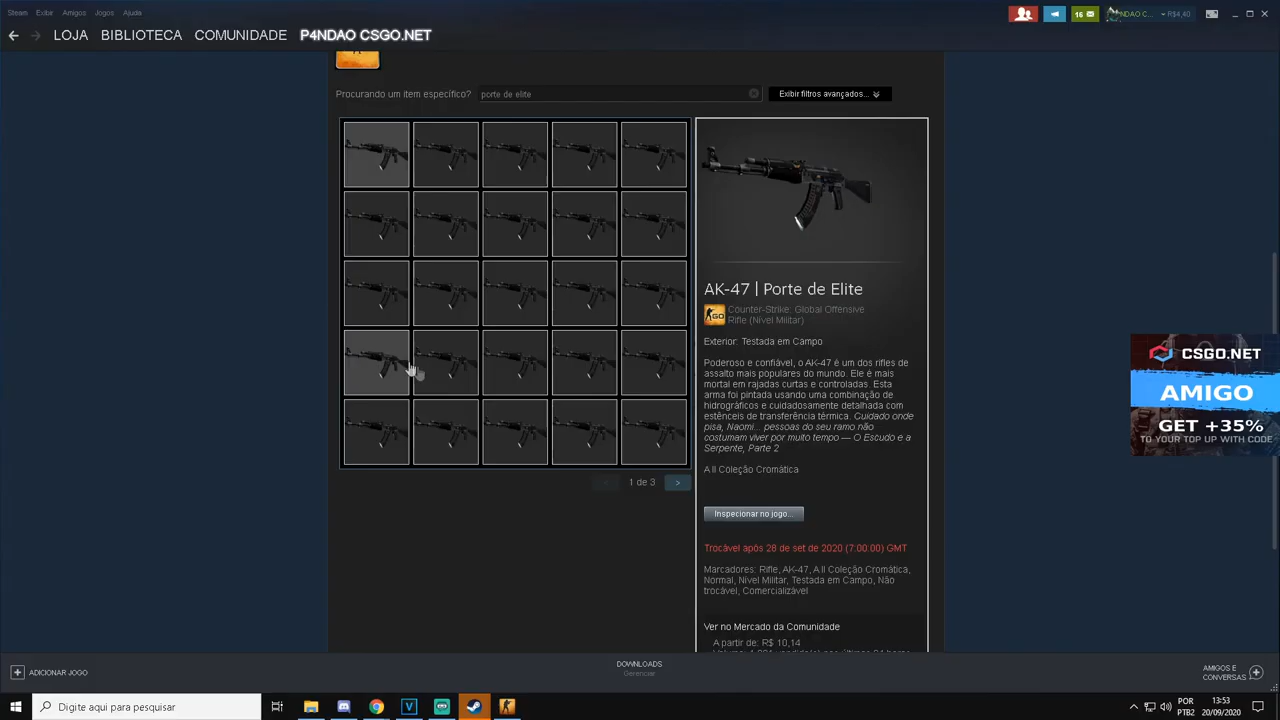 Steam Exibir Amigos Jogos Ajuda
16
R$4,40
LOJA BIBLIOTECA COMUNIDADE P4NDAO CSGO.NET
Procurando um item específico? porte de elite Exibir filtros avançados...
AK-47 | Porte de Elite
Counter-Strike: Global Offensive
Rifle (Nível Militar)
Exterior: Testada em Campo
Poderoso e confiável, o AK-47 é um dos rifles de
assalto mais populares do mundo. Ele é mais
mortal em rajadas curtas e controladas. Esta
arma foi pintada usando uma combinação de
hidrográficos e cuidadosamente detalhada com
estênceis de transferência térmica. Cuidado onde
pisa, Naomi... pessoas do seu ramo não
costumam viver por muito tempo — O Escudo e a
Serpente, Parte 2
A II Coleção Cromática
< 1 de 3 >
Inspecionar no jogo...
Trocável após 28 de set de 2020 (7:00:00) GMT
Marcadores: Rifle, AK-47, A II Coleção Cromática,
Normal, Nível Militar, Testada em Campo, Não
trocável, Comercializável
Ver no Mercado da Comunidade
A partir de: R$ 10,14
CSGO.NET
AMIGO
GET +35%
TO YOUR TOP UP WITH CODE
ADICIONAR JOGO
DOWNLOADS
Gerenciar
AMIGOS E
CONVERSAS
Digite aqui para pesquisar
POR
PTB2
13:53
20/09/2020